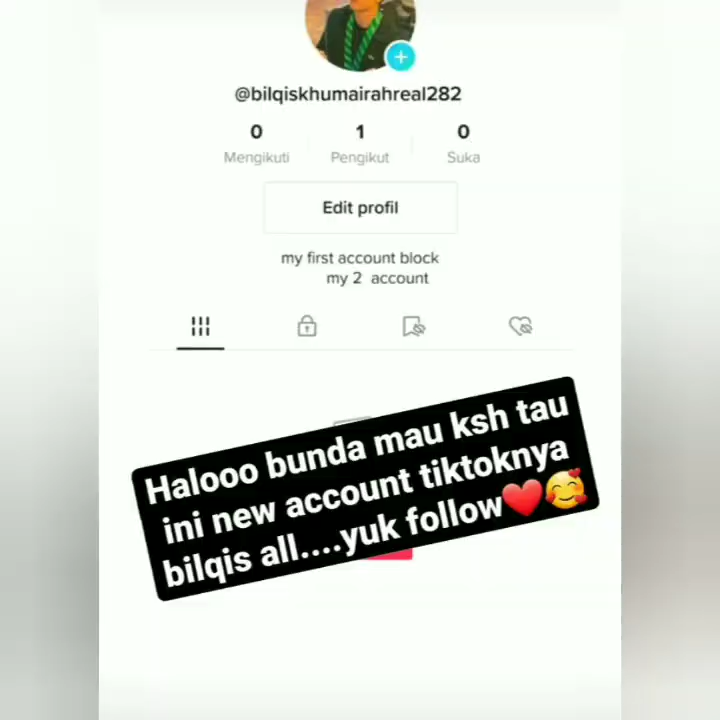 @bilqiskhumairahreal282
0 1 0
Mengikuti Pengikut Suka
Edit profil
my first account block
my 2 account
Halooo bunda mau ksh tau
ini new account tiktoknya
bilqis all....yuk follow❤️🥰